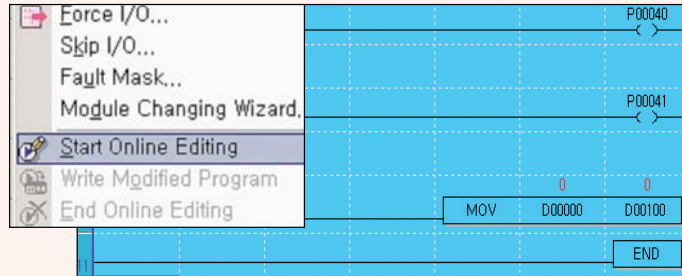 Force I/O...
Skip I/O...
Fault Mask...
Module Changing Wizard.
Start Online Editing
Write Modified Program
End Online Editing
P00040
P00041
0 0
MOV D00000 D00100
END
11